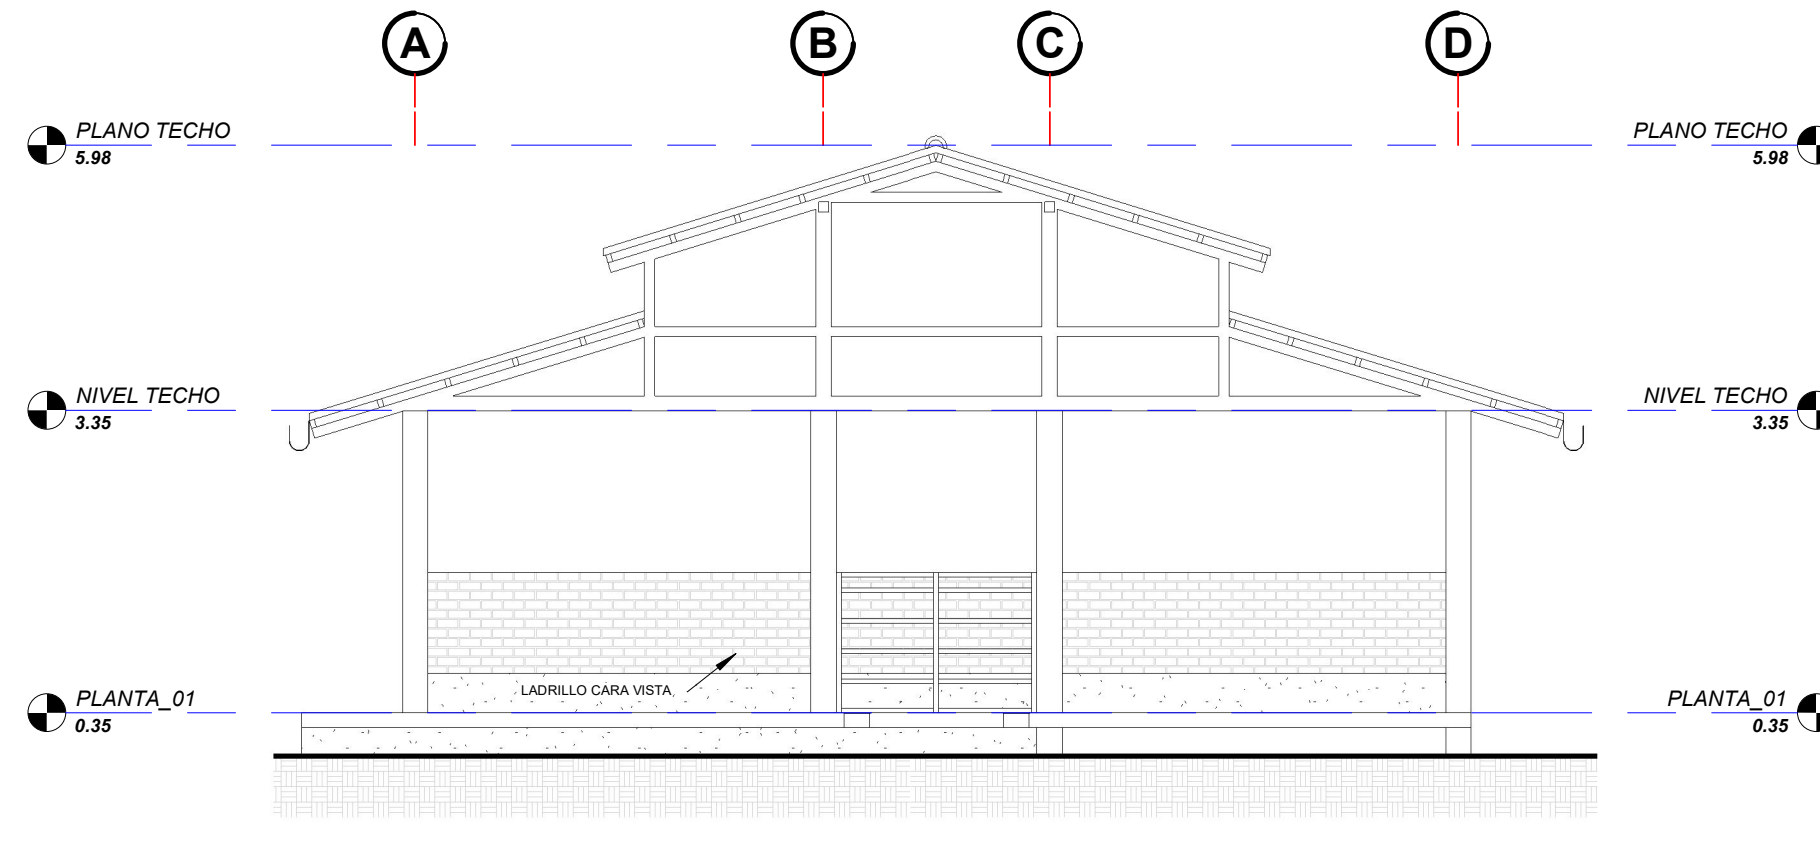 A B C D
PLANO TECHO
5.98
PLANO TECHO
5.98
NIVEL TECHO
3.35
NIVEL TECHO
3.35
LADRILLO CARA VISTA
PLANTA_01
0.35
PLANTA_01
0.35